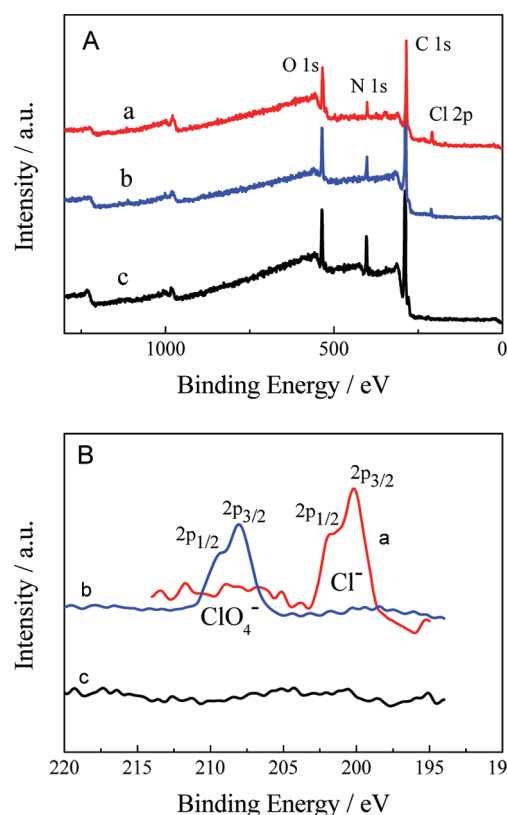 A
C 1s
O 1s
N 1s
Cl 2p
a
b
c
Intensity / a.u.
1000
500
0
Binding Energy / eV
B
2p3/2
2p1/2
2p3/2
2p1/2
a
Cl⁻
b
ClO₄⁻
c
Intensity / a.u.
220
215
210
205
200
195
19
Binding Energy / eV